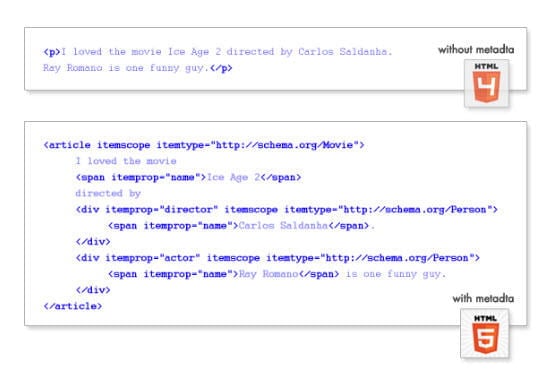 <p>I loved the movie Ice Age 2 directed by Carlos Saldanha.
Ray Romano is one funny guy.</p>
without metadta
HTML
4
<article itemscope itemtype="http://schema.org/Movie">
I loved the movie
<span itemprop="name">Ice Age 2</span>
directed by
<div itemprop="director" itemscope itemtype="http://schema.org/Person">
<span itemprop="name">Carlos Saldanha</span>.
</div>
<div itemprop="actor" itemscope itemtype="http://schema.org/Person">
<span itemprop="name">Ray Romano</span> is one funny guy.
</div>
</article>
with metadta
HTML
5